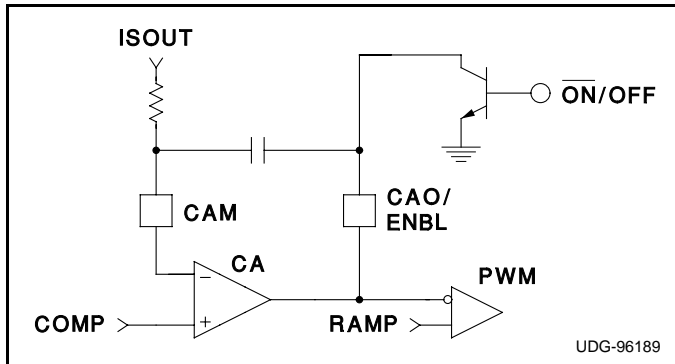 ISOUT
ON/OFF
CAM
CAO/
ENBL
CA
−
+
PWM
COMP
RAMP
UDG-96189